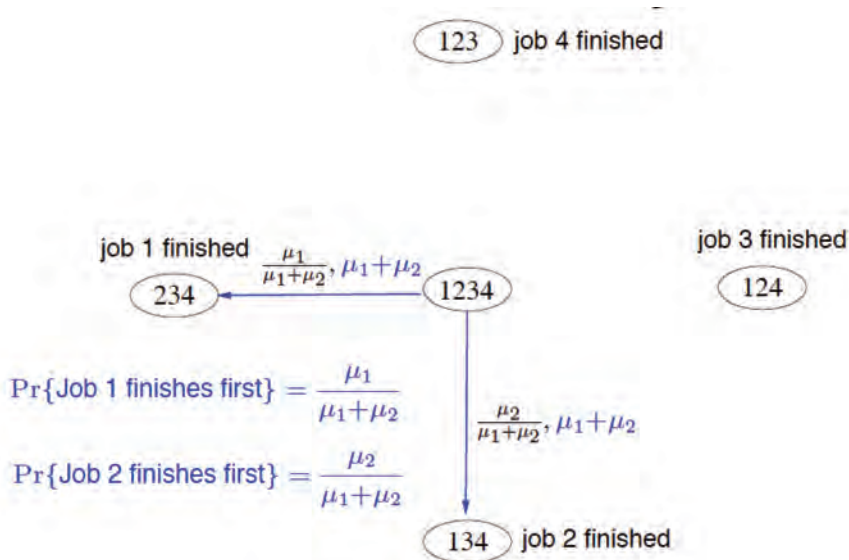 123 job 4 finished
job 1 finished
job 3 finished
μ₁/(μ₁+μ₂), μ₁+μ₂
234
1234
124
Pr{Job 1 finishes first} = μ₁/(μ₁+μ₂)
μ₂/(μ₁+μ₂), μ₁+μ₂
Pr{Job 2 finishes first} = μ₂/(μ₁+μ₂)
134 job 2 finished